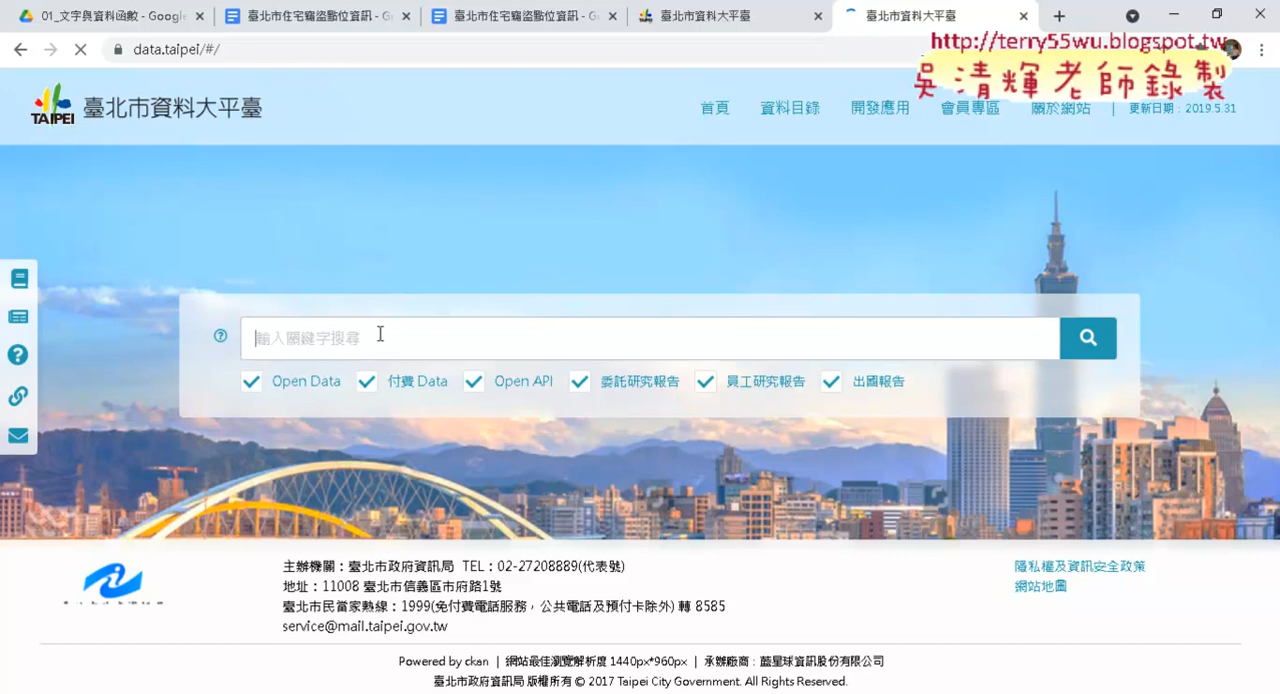 01_文字與資料函數 - Google
臺北市住宅竊盜點位資訊 - G
臺北市住宅竊盜點位資訊 - G
臺北市資料大平臺
臺北市資料大平臺
data.taipei/#/
http://terry55wu.blogspot.tw
吳清輝老師錄製
TAIPEI 臺北市資料大平臺
首頁 資料目錄 開發應用 會員專區 關於網站 | 更新日期：2019.5.31
輸入關鍵字搜尋
Open Data 付費 Data Open API 委託研究報告 員工研究報告 出國報告
主辦機關：臺北市政府資訊局 TEL：02-27208889(代表號)
地址：11008 臺北市信義區市府路1號
臺北市民當家熱線：1999(免付費電話服務，公共電話及預付卡除外) 轉 8585
service@mail.taipei.gov.tw
隱私權及資訊安全政策
網站地圖
Powered by ckan | 網站最佳瀏覽解析度 1440px*960px | 承辦廠商：藍星球資訊股份有限公司
臺北市政府資訊局 版權所有 © 2017 Taipei City Government. All Rights Reserved.